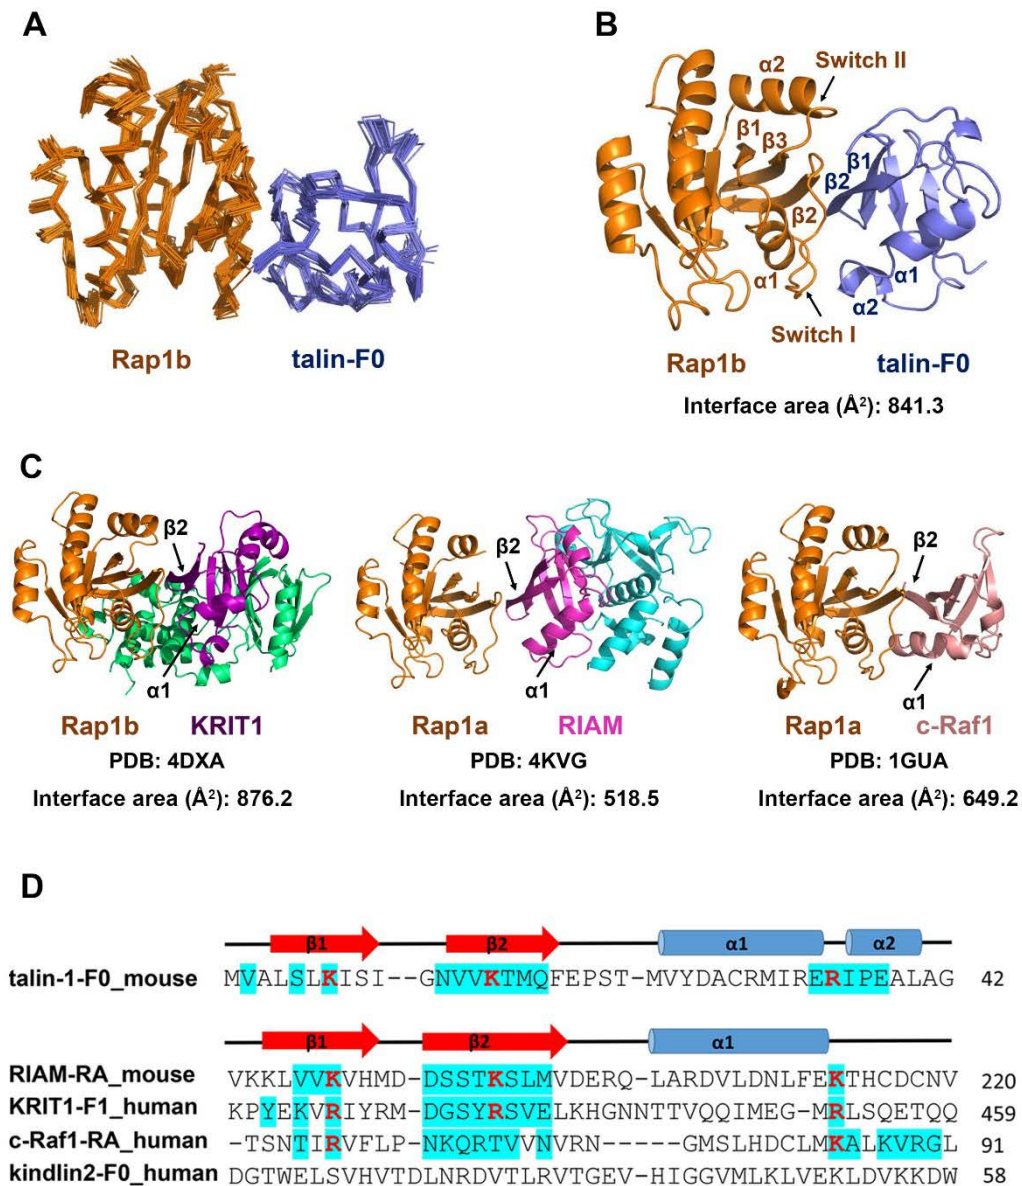 A
B
α2
Switch II
β1
β3
β1
β2
β2
α1
α1
α2
Switch I
Rap1b
talin-F0
Rap1b
talin-F0
Interface area (Å²): 841.3
C
β2
β2
β2
α1
α1
α1
Rap1b
KRIT1
Rap1a
RIAM
Rap1a
c-Raf1
PDB: 4DXA
PDB: 4KVG
PDB: 1GUA
Interface area (Å²): 876.2
Interface area (Å²): 518.5
Interface area (Å²): 649.2
D
β1 β2 α1 α2
talin-1-F0_mouse MVALSLKISI--GNVVKTMQFEPST-MVYDACRMIRERIPEALAG 42
β1 β2 α1
RIAM-RA_mouse VKKLVVKVHMD-DSSTKSLMVDERQ-LARDVLDNLFEKTHCDCNV 220
KRIT1-F1_human KPYEKVRIYRM-DGSYRSVELKHGNNTTVQQIMEG-MRLSQETQQ 459
c-Raf1-RA_human -TSNTIRVFLP-NKQRTVVNVRN-----GMSLHDCLMKALKVRGL 91
kindlin2-F0_human DGTWELSVHVTDLNRDVTLRVTGEV-HIGGVMLKLVEKLDVKKDW 58